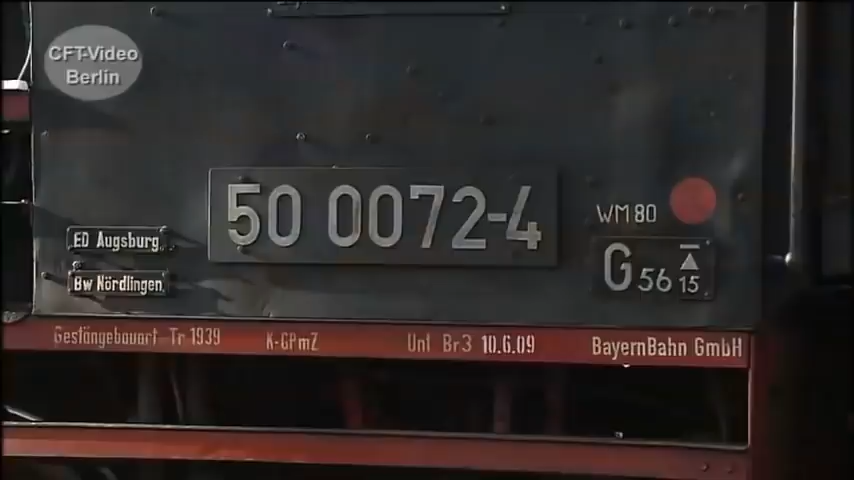 CFT-Video
Berlin
50 0072-4
WM 80
ED Augsburg
G 56 15
Bw Nördlingen
Gestängebauart Tr 1939 K-GPmZ Unt Br3 10.6.09 BayernBahn GmbH